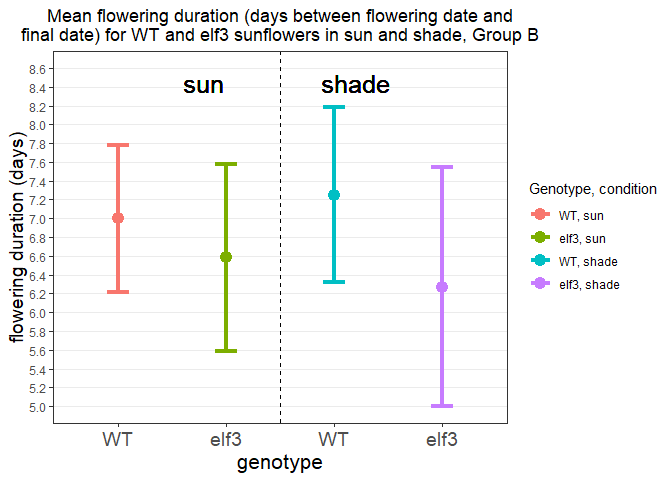 Mean flowering duration (days between flowering date and
final date) for WT and elf3 sunflowers in sun and shade, Group B
flowering duration (days)
8.6
8.4
8.2
8.0
7.8
7.6
7.4
7.2
7.0
6.8
6.6
6.4
6.2
6.0
5.8
5.6
5.4
5.2
5.0
sun
shade
WT
elf3
WT
elf3
genotype
Genotype, condition
WT, sun
elf3, sun
WT, shade
elf3, shade